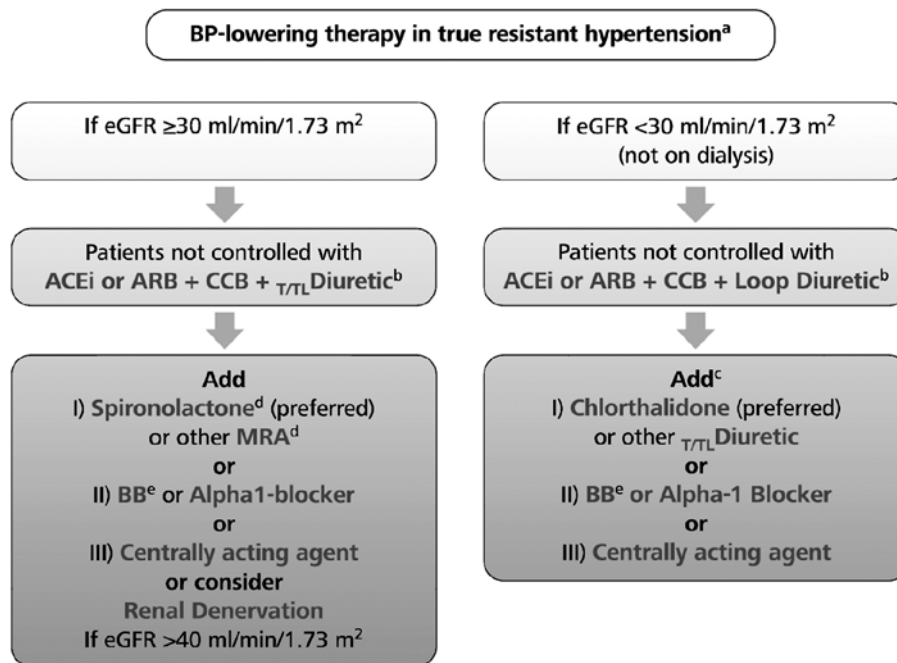 BP-lowering therapy in true resistant hypertensionᵃ
If eGFR ≥30 ml/min/1.73 m²
Patients not controlled with
ACEi or ARB + CCB + T/TLDiureticᵇ
Add
I) Spironolactoneᵈ (preferred)
or other MRAᵈ
or
II) BBᵉ or Alpha1-blocker
or
III) Centrally acting agent
or consider
Renal Denervation
If eGFR >40 ml/min/1.73 m²
If eGFR <30 ml/min/1.73 m²
(not on dialysis)
Patients not controlled with
ACEi or ARB + CCB + Loop Diureticᵇ
Addᶜ
I) Chlorthalidone (preferred)
or other T/TLDiuretic
or
II) BBᵉ or Alpha-1 Blocker
or
III) Centrally acting agent